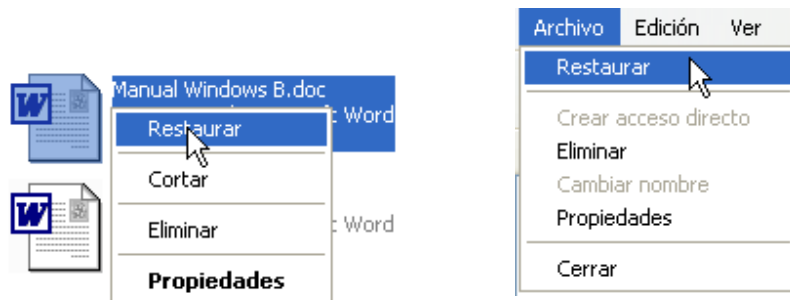 Manual Windows B.doc
Word
Restaurar
Cortar
Word
Eliminar
Propiedades
Archivo Edición Ver
Restaurar
Crear acceso directo
Eliminar
Cambiar nombre
Propiedades
Cerrar